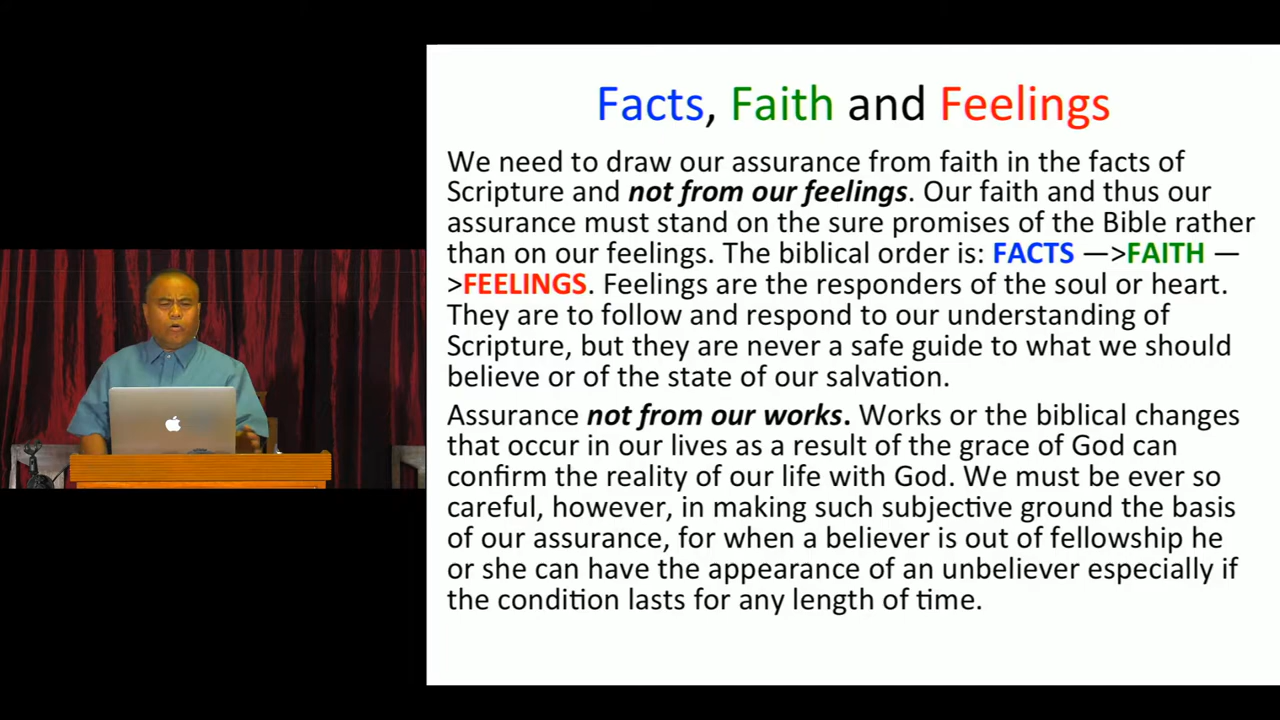 Facts, Faith and Feelings
We need to draw our assurance from faith in the facts of
Scripture and not from our feelings. Our faith and thus our
assurance must stand on the sure promises of the Bible rather
than on our feelings. The biblical order is: FACTS —>FAITH —
>FEELINGS. Feelings are the responders of the soul or heart.
They are to follow and respond to our understanding of
Scripture, but they are never a safe guide to what we should
believe or of the state of our salvation.
Assurance not from our works. Works or the biblical changes
that occur in our lives as a result of the grace of God can
confirm the reality of our life with God. We must be ever so
careful, however, in making such subjective ground the basis
of our assurance, for when a believer is out of fellowship he
or she can have the appearance of an unbeliever especially if
the condition lasts for any length of time.